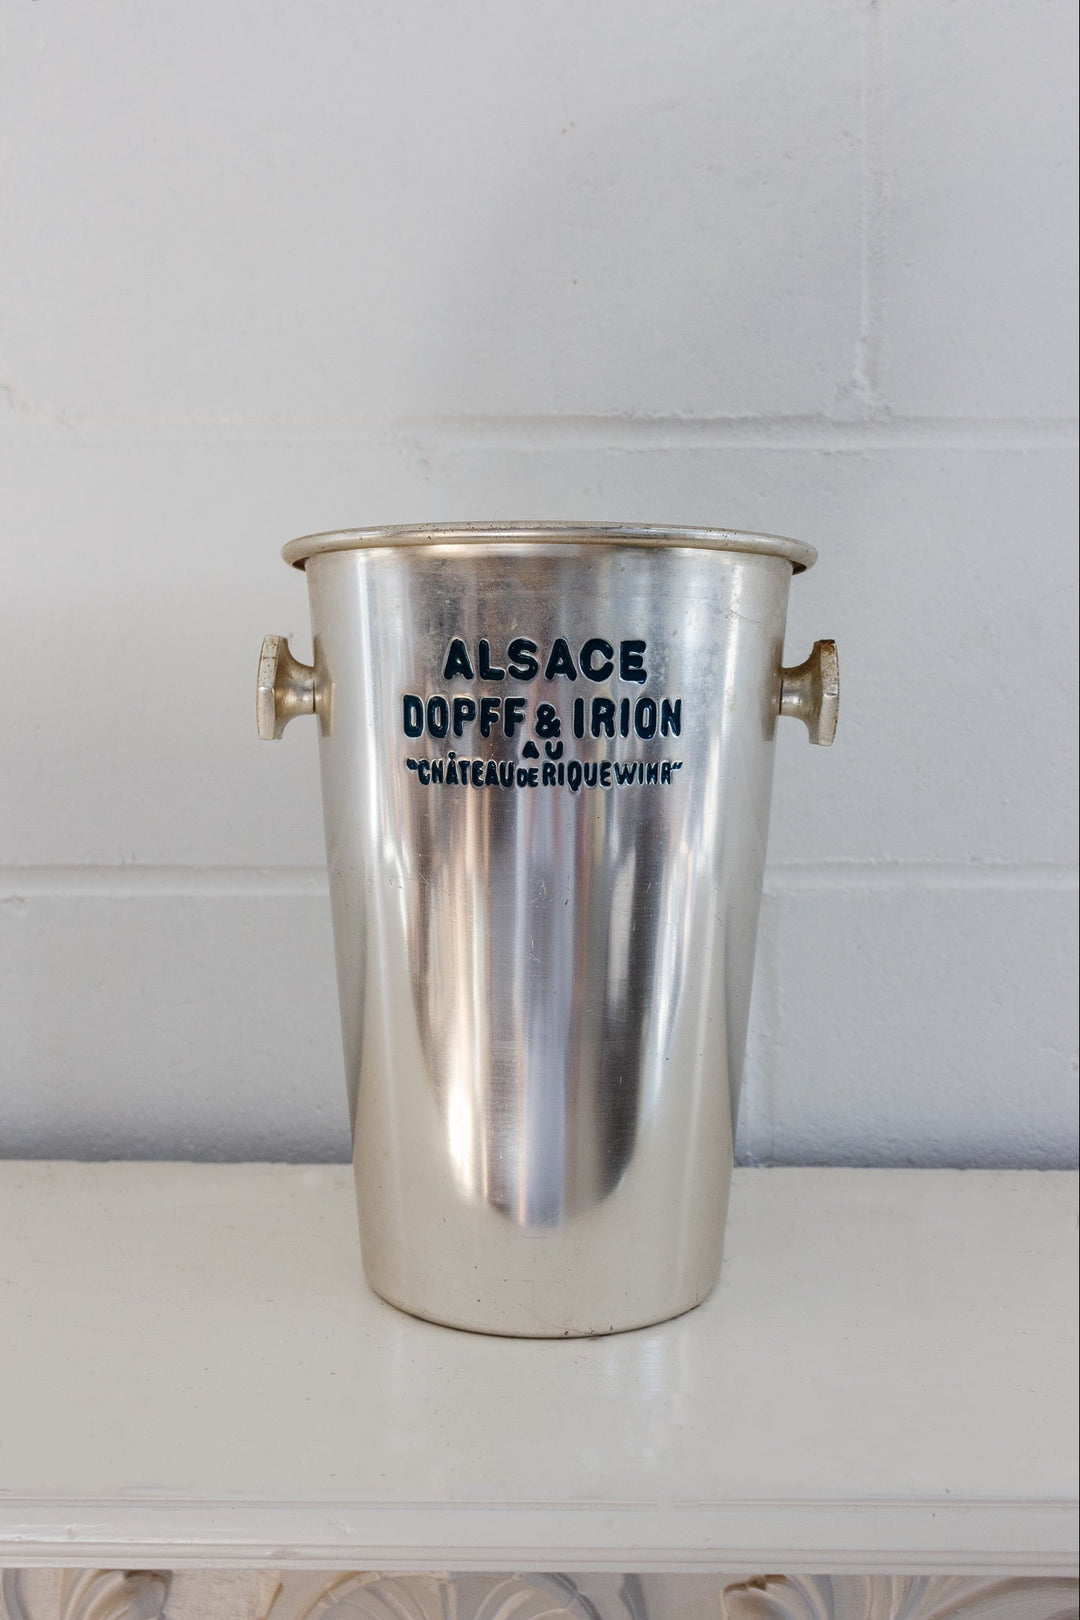 ALSACE
DOPFF & IRION
AU
"CHÂTEAU DE RIQUEWIHR"